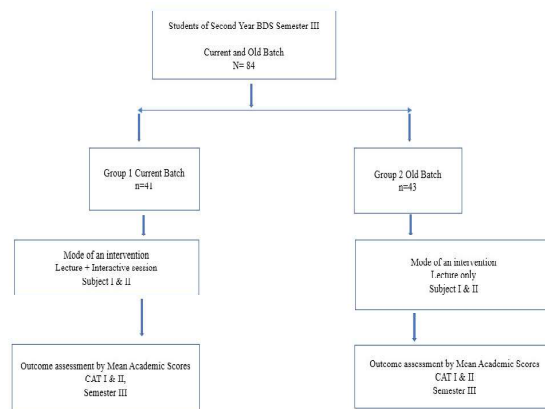 Students of Second Year BDS Semester III
Current and Old Batch
N= 84
Group 1 Current Batch
n=41
Group 2 Old Batch
n=43
Mode of an intervention
Lecture + Interactive session
Subject I & II
Mode of an intervention
Lecture only
Subject I & II
Outcome assessment by Mean Academic Scores
CAT I & II,
Semester III
Outcome assessment by Mean Academic Scores
CAT I & II
Semester III